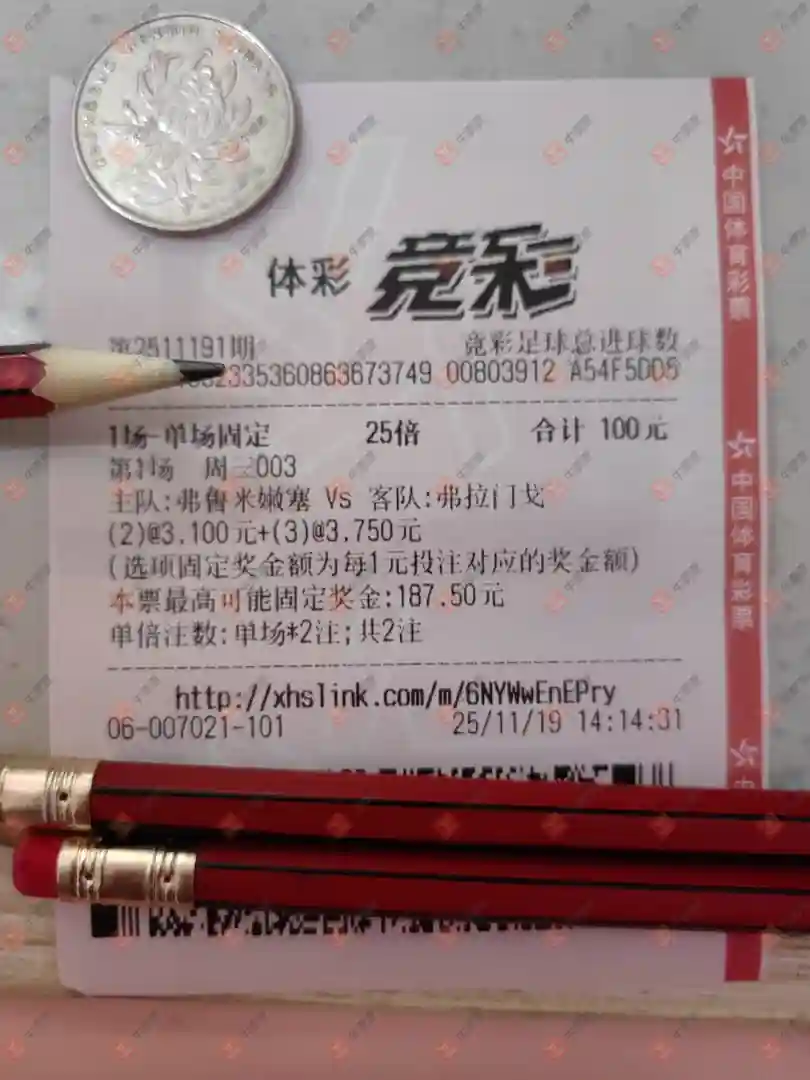 体彩 竞彩
第2511191期 竞彩足球总进球数
233536086​3673749 00803912 A54F5DD5
1场-单场固定 25倍 合计 100元
第1场 周三003
主队:弗鲁米嫩塞 Vs 客队:弗拉门戈
(2)@3.100元+(3)@3.750元
(选项固定奖金额为每1元投注对应的奖金额)
本票最高可能固定奖金:187.50元
单倍注数:单场*2注;共2注
http://xhslink.com/m/6NYWwEnEPry
06-007021-101 25/11/19 14:14:31
中国体育彩票
中国体育彩票
中